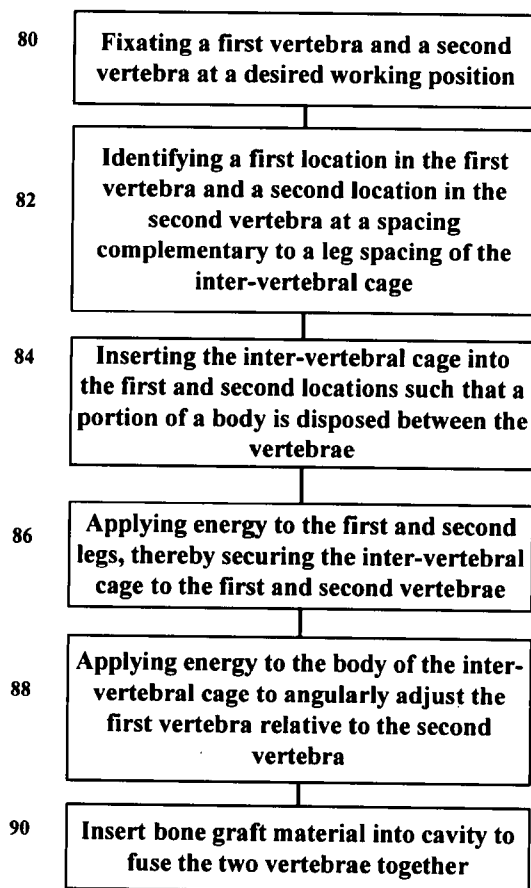 80
Fixating a first vertebra and a second
vertebra at a desired working position
82
Identifying a first location in the first
vertebra and a second location in the
second vertebra at a spacing
complementary to a leg spacing of the
inter-vertebral cage
84
Inserting the inter-vertebral cage into
the first and second locations such that a
portion of a body is disposed between the
vertebrae
86
Applying energy to the first and second
legs, thereby securing the inter-vertebral
cage to the first and second vertebrae
88
Applying energy to the body of the inter-
vertebral cage to angularly adjust the
first vertebra relative to the second
vertebra
90
Insert bone graft material into cavity to
fuse the two vertebrae together